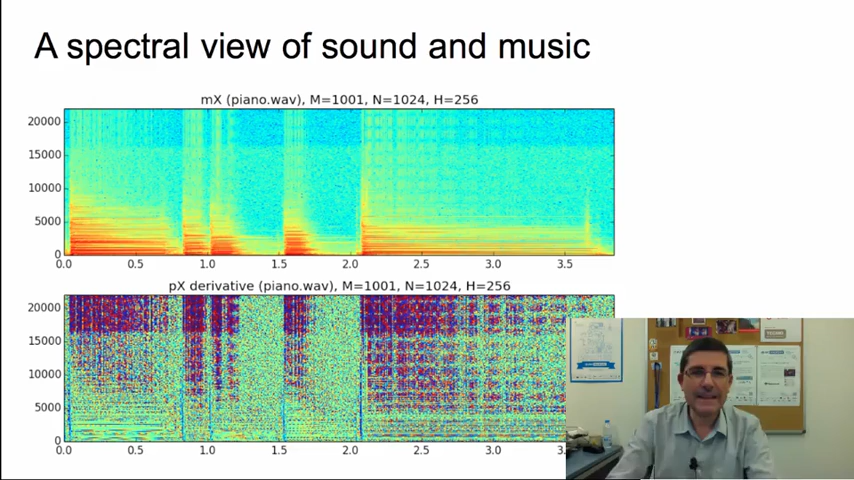 A spectral view of sound and music
mX (piano.wav), M=1001, N=1024, H=256
20000
15000
10000
5000
0
0.0 0.5 1.0 1.5 2.0 2.5 3.0 3.5
pX derivative (piano.wav), M=1001, N=1024, H=256
20000
15000
10000
5000
0
0.0 0.5 1.0 1.5 2.0 2.5 3.0